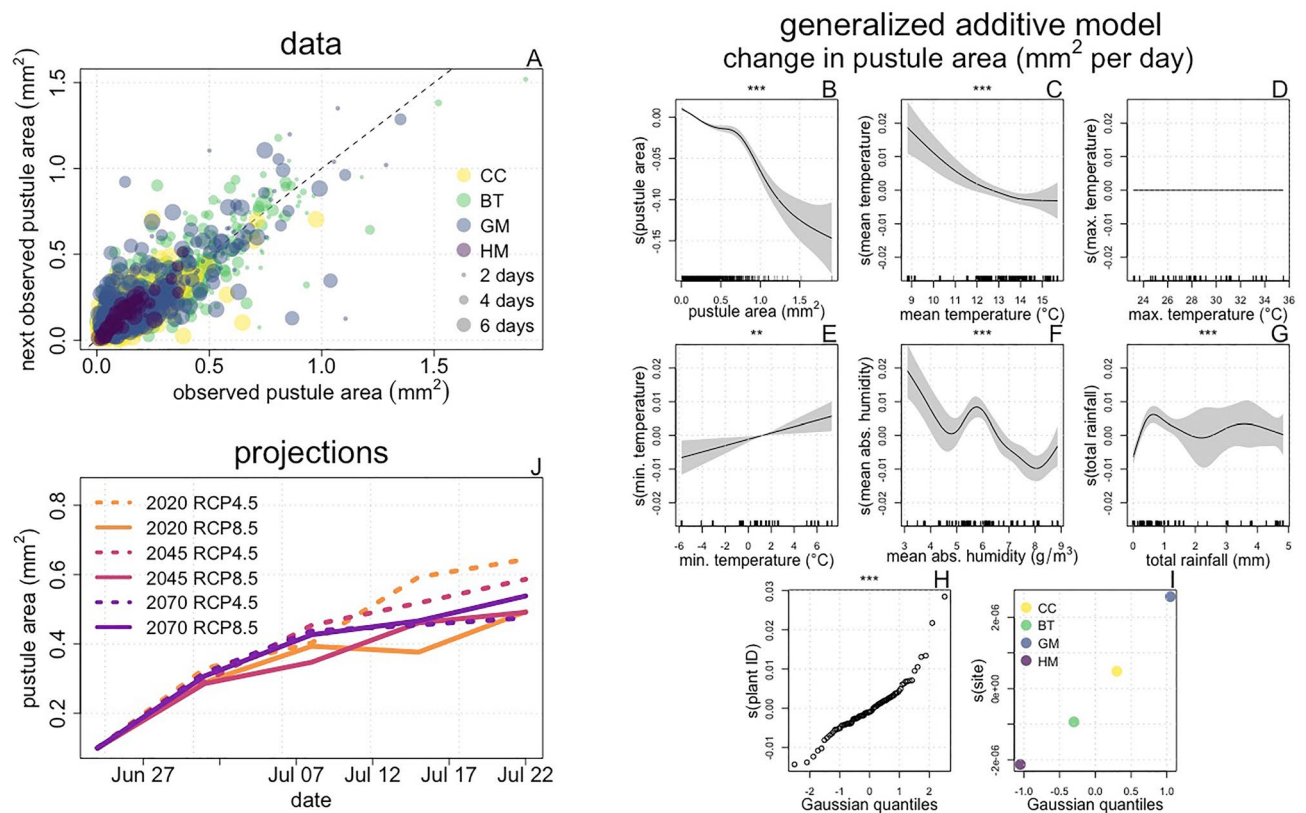 data
A
next observed pustule area (mm²)
1.5
1.0
0.5
0.0
CC
BT
GM
HM
2 days
4 days
6 days
0.0 0.5 1.0 1.5
observed pustule area (mm²)
projections
J
pustule area (mm²)
0.8
0.6
0.4
0.2
2020 RCP4.5
2020 RCP8.5
2045 RCP4.5
2045 RCP8.5
2070 RCP4.5
2070 RCP8.5
Jun 27 Jul 07 Jul 12 Jul 17 Jul 22
date
generalized additive model
change in pustule area (mm² per day)
*** B
s(pustule area)
0.00
-0.05
-0.10
-0.15
0.0 0.5 1.0 1.5
pustule area (mm²)
*** C
s(mean temperature)
0.02
0.01
0.00
-0.01
-0.02
9 10 11 12 13 14 15
mean temperature (°C)
D
s(max. temperature)
0.02
0.01
0.00
-0.01
-0.02
24 26 28 30 32 34 36
max. temperature (°C)
** E
s(min. temperature)
0.02
0.01
0.00
-0.01
-0.02
-6 -4 -2 0 2 4 6
min. temperature (°C)
*** F
s(mean abs. humidity)
0.02
0.01
0.00
-0.01
-0.02
3 4 5 6 7 8 9
mean abs. humidity (g/m³)
*** G
s(total rainfall)
0.02
0.01
0.00
-0.01
-0.02
0 1 2 3 4 5
total rainfall (mm)
*** H
s(plant ID)
0.03
0.02
0.01
0.00
-0.01
-2 -1 0 1 2
Gaussian quantiles
I
s(site)
2e-06
0e+00
-2e-06
CC
BT
GM
HM
-1.0 -0.5 0.0 0.5 1.0
Gaussian quantiles